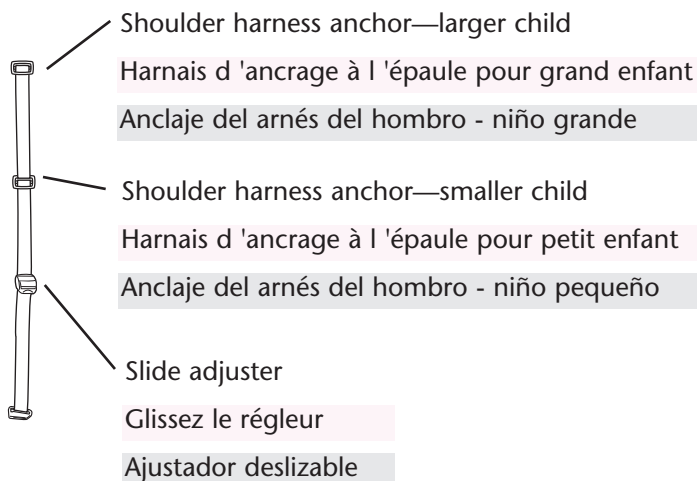 Shoulder harness anchor—larger child
Harnais d 'ancrage à l 'épaule pour grand enfant
Anclaje del arnés del hombro - niño grande
Shoulder harness anchor—smaller child
Harnais d 'ancrage à l 'épaule pour petit enfant
Anclaje del arnés del hombro - niño pequeño
Slide adjuster
Glissez le régleur
Ajustador deslizable